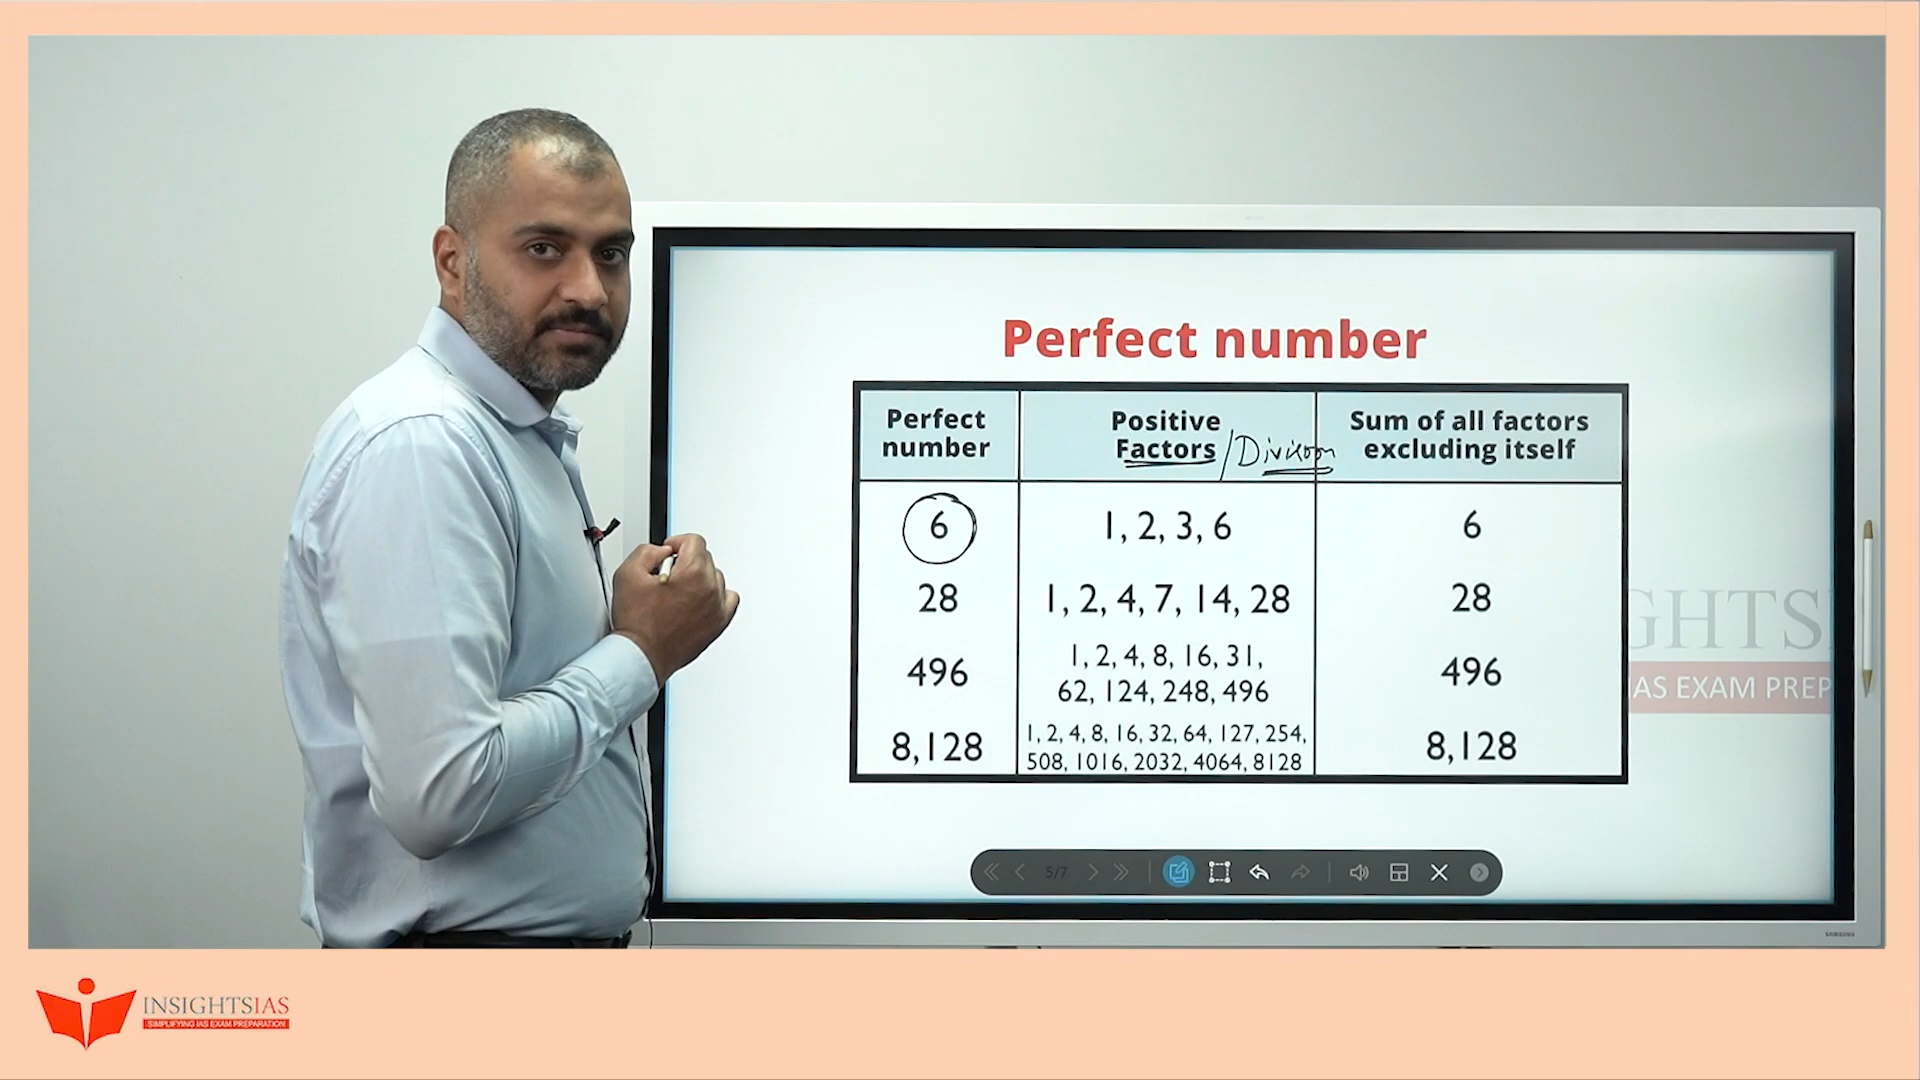 Perfect number
Perfect number
Positive Factors / Divisor
Sum of all factors excluding itself
6
1, 2, 3, 6
6
28
1, 2, 4, 7, 14, 28
28
496
1, 2, 4, 8, 16, 31,
62, 124, 248, 496
496
8,128
1, 2, 4, 8, 16, 32, 64, 127, 254,
508, 1016, 2032, 4064, 8128
8,128
GHTS
IAS EXAM PREP
5/7
SAMSUNG
INSIGHTSIAS
SIMPLIFYING IAS EXAM PREPARATION